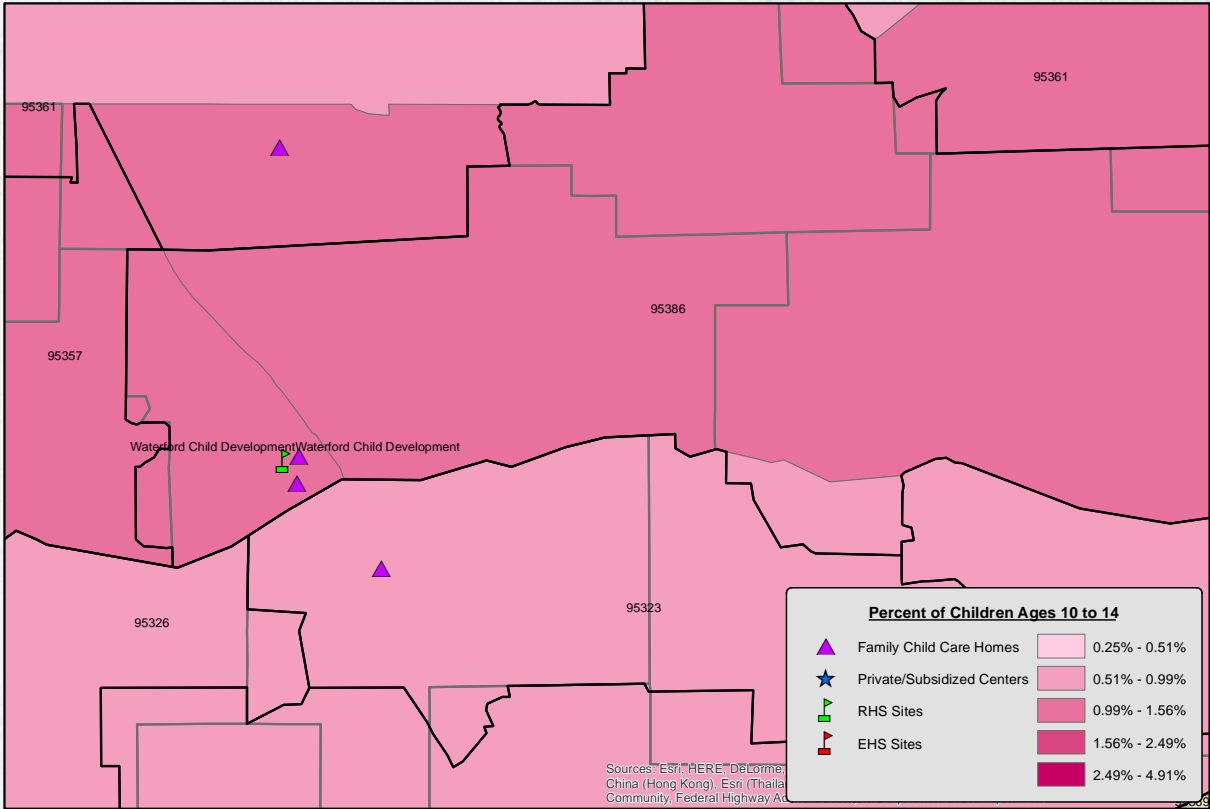 95361
95361
95386
95357
Waterford Child DevelopmentWaterford Child Development
95323
95326
Percent of Children Ages 10 to 14
Family Child Care Homes
0.25% - 0.51%
Private/Subsidized Centers
0.51% - 0.99%
RHS Sites
0.99% - 1.56%
EHS Sites
1.56% - 2.49%
2.49% - 4.91%
Sources: Esri, HERE, DeLorme,
China (Hong Kong), Esri (Thaila
Community, Federal Highway Ad